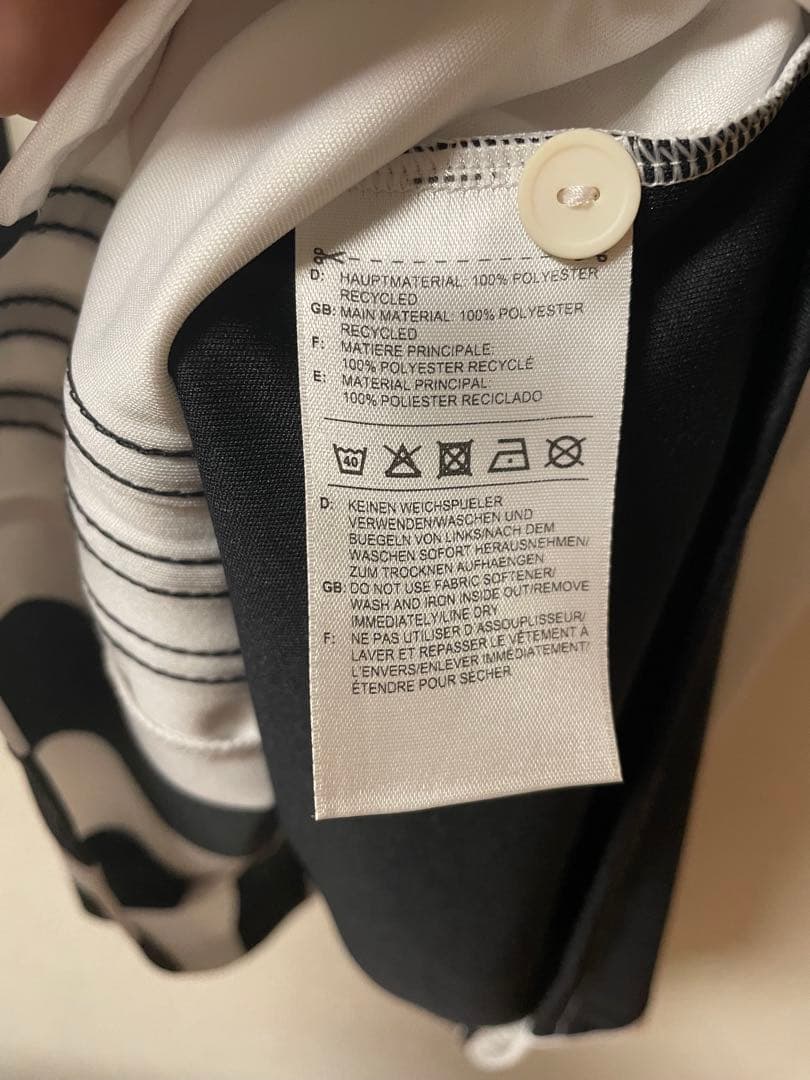 D: HAUPTMATERIAL: 100% POLYESTER
RECYCLED
GB: MAIN MATERIAL: 100% POLYESTER
RECYCLED
F: MATIERE PRINCIPALE:
100% POLYESTER RECYCLÉ
E: MATERIAL PRINCIPAL:
100% POLIESTER RECICLADO
40
D: KEINEN WEICHSPUELER
VERWENDEN/WASCHEN UND
BUEGELN VON LINKS/NACH DEM
WASCHEN SOFORT HERAUSNEHMEN/
ZUM TROCKNEN AUFHAENGEN
GB: DO NOT USE FABRIC SOFTENER/
WASH AND IRON INSIDE OUT/REMOVE
IMMEDIATELY/LINE DRY
F: NE PAS UTILISER D'ASSOUPLISSEUR/
LAVER ET REPASSER LE VÊTEMENT À
L'ENVERS/ENLEVER IMMÉDIATEMENT/
ÉTENDRE POUR SÉCHER